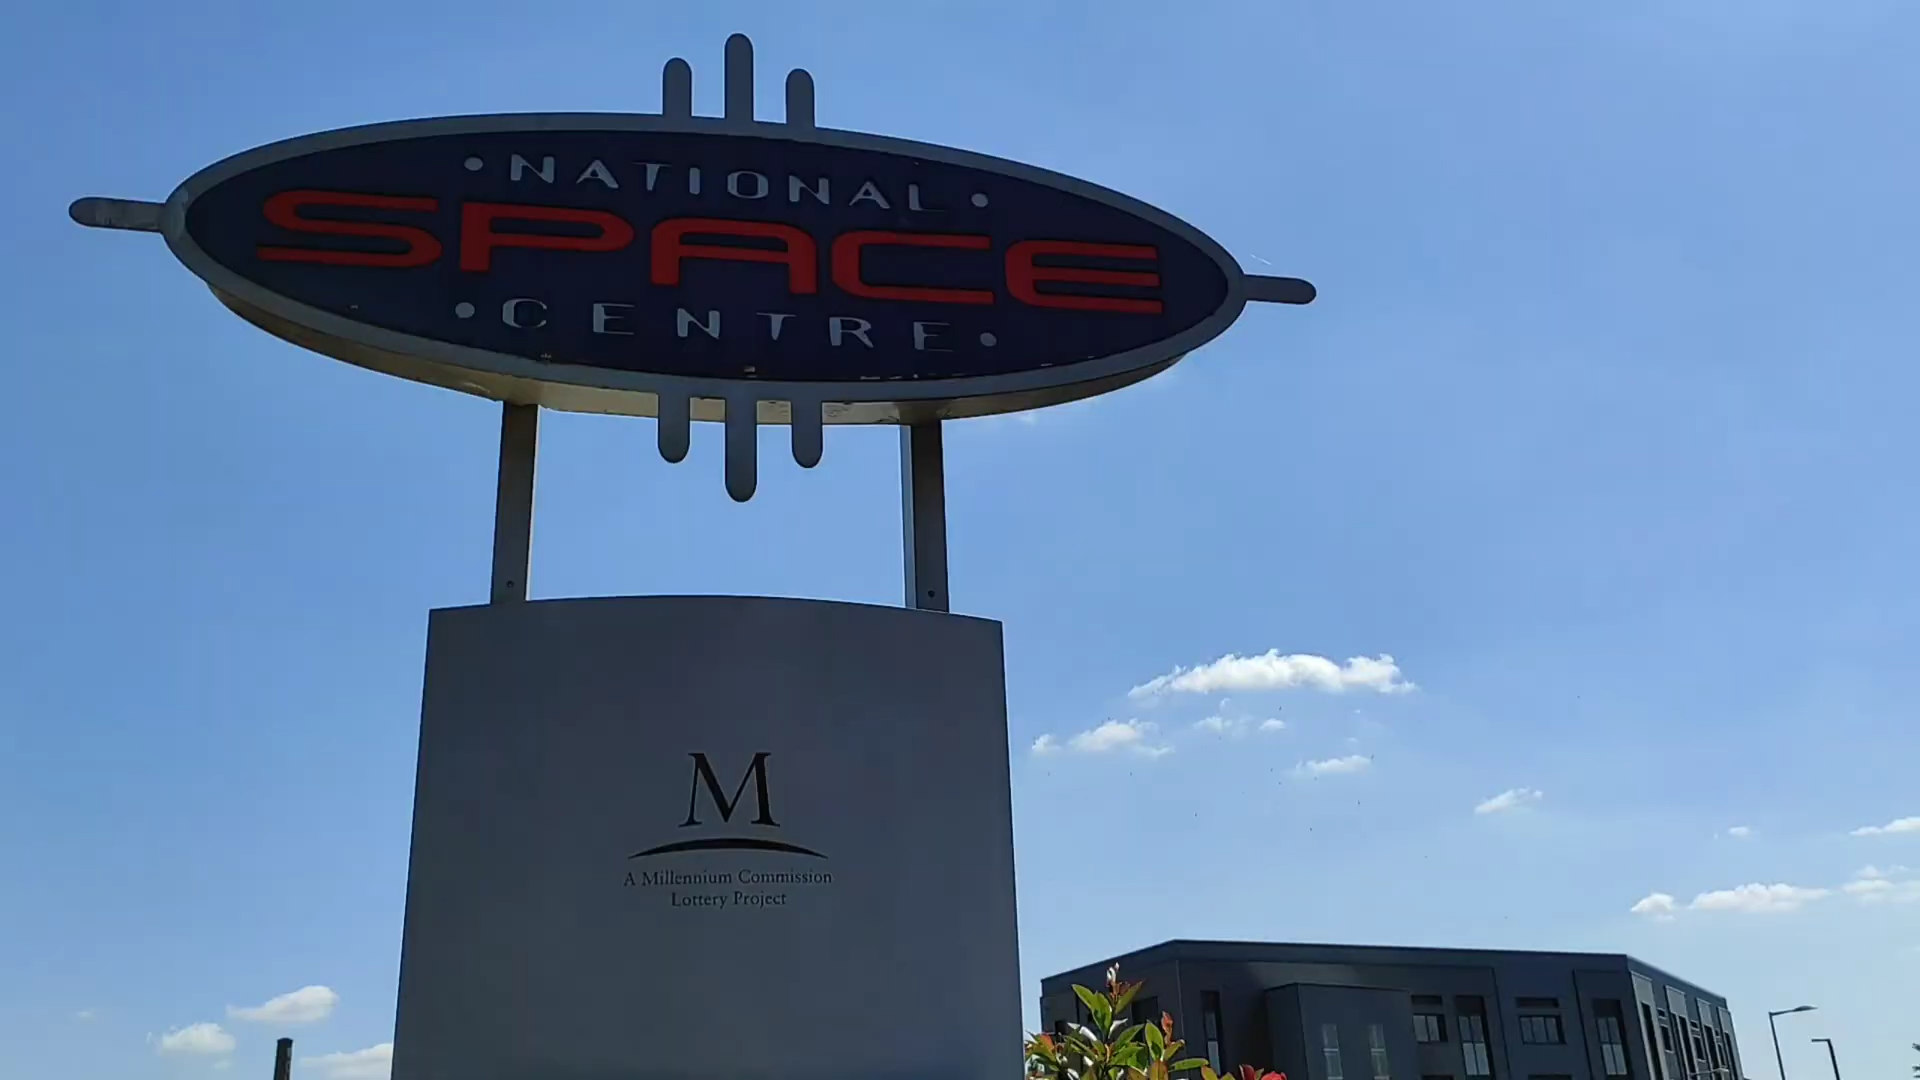 • NATIONAL •
SPACE
• CENTRE •
M
A Millennium Commission
Lottery Project